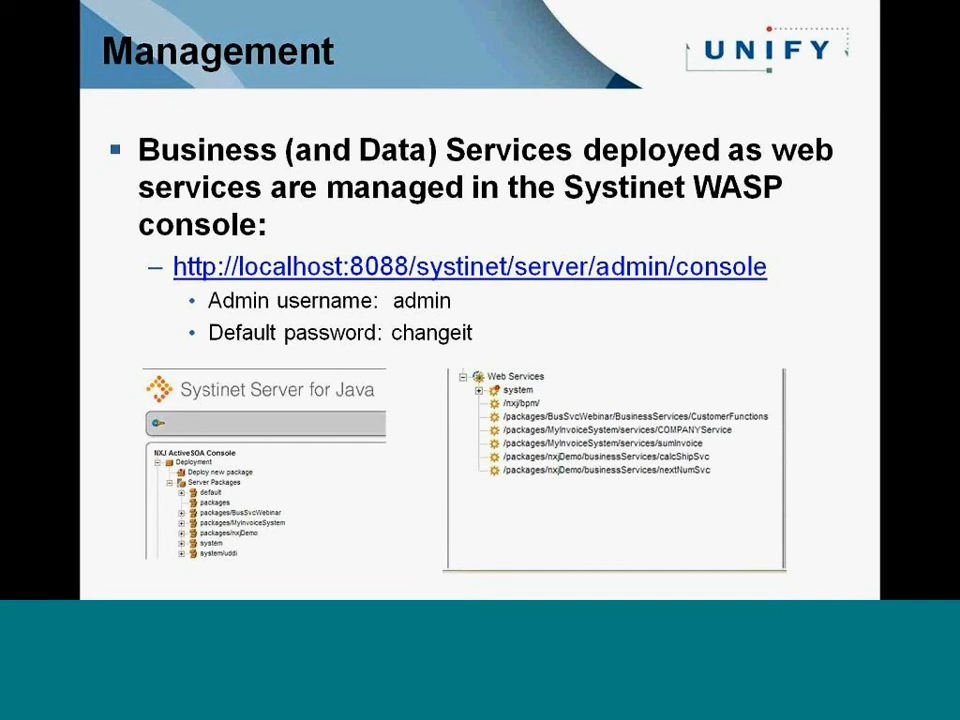 Management
UNIFY
Business (and Data) Services deployed as web
services are managed in the Systinet WASP
console:
– http://localhost:8088/systinet/server/admin/console
• Admin username: admin
• Default password: changeit
Systinet Server for Java
NXJ ActiveSOA Console
Deployment
Deploy new package
Server Packages
default
packages
packages/BusSvcWebinar
packages/MyInvoiceSystem
packages/nxjDemo
system
system/uddi
Web Services
system
/nxj/bpm/
/packages/BusSvcWebinar/BusinessServices/CustomerFunctions
/packages/MyInvoiceSystem/services/COMPANYService
/packages/MyInvoiceSystem/services/sumInvoice
/packages/nxjDemo/businessServices/calcShipSvc
/packages/nxjDemo/businessServices/nextNumSvc